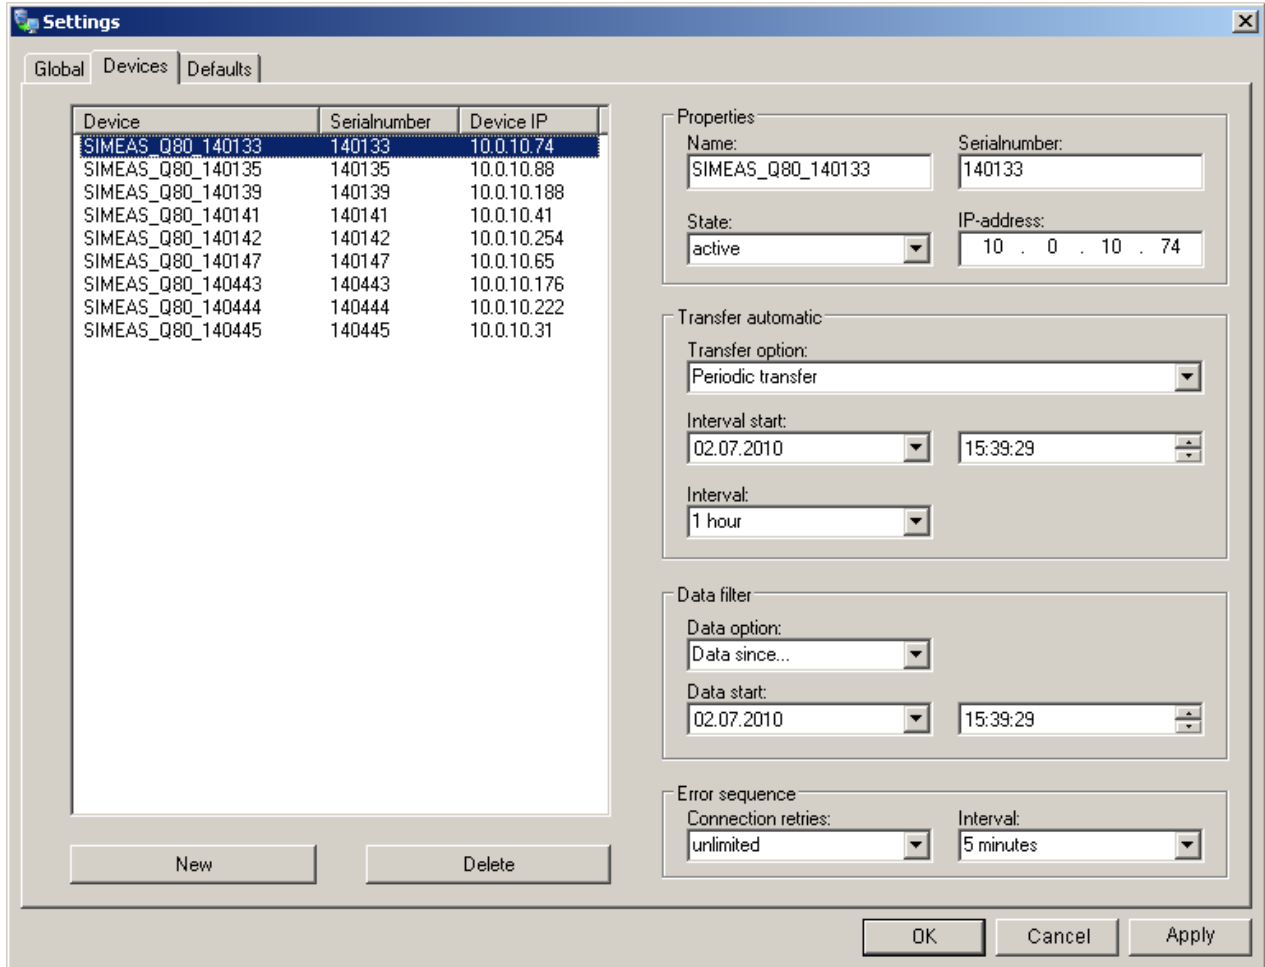 Settings
Global Devices Defaults
Device Serialnumber Device IP
SIMEAS_Q80_140133 140133 10.0.10.74
SIMEAS_Q80_140135 140135 10.0.10.88
SIMEAS_Q80_140139 140139 10.0.10.188
SIMEAS_Q80_140141 140141 10.0.10.41
SIMEAS_Q80_140142 140142 10.0.10.254
SIMEAS_Q80_140147 140147 10.0.10.65
SIMEAS_Q80_140443 140443 10.0.10.176
SIMEAS_Q80_140444 140444 10.0.10.222
SIMEAS_Q80_140445 140445 10.0.10.31
New Delete
Properties
Name: Serialnumber:
SIMEAS_Q80_140133 140133
State: IP-address:
active 10 . 0 . 10 . 74
Transfer automatic
Transfer option:
Periodic transfer
Interval start:
02.07.2010 15:39:29
Interval:
1 hour
Data filter
Data option:
Data since...
Data start:
02.07.2010 15:39:29
Error sequence
Connection retries: Interval:
unlimited 5 minutes
OK Cancel Apply